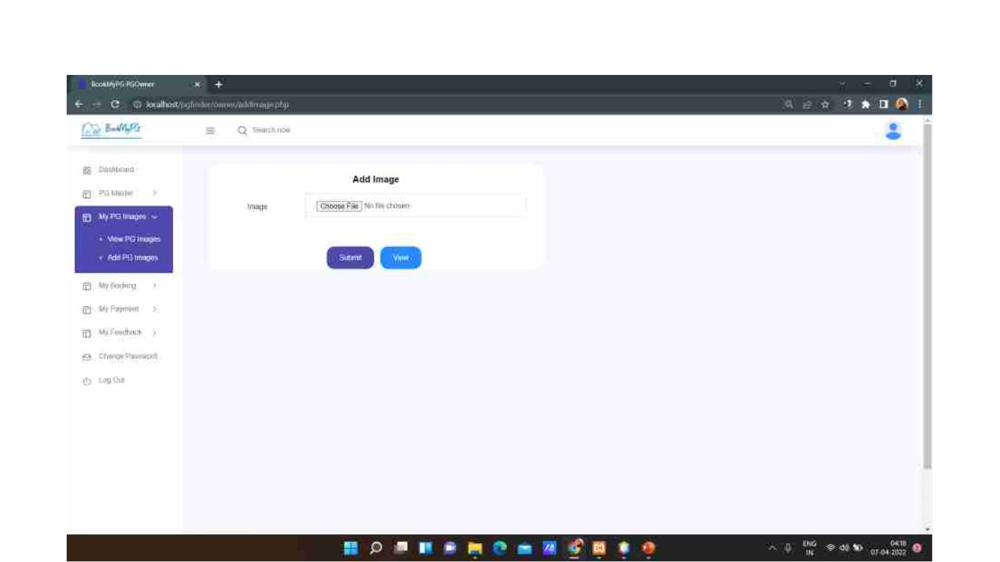 BookMyPG PGOwner
localhost/pgfinder/owner/addimage.php
BookMyPG
Search now
Dashboard
PG Master
My PG Images
View PG Images
Add PG Images
My Booking
My Payment
My Feedback
Change Password
Log Out
Add Image
Image
Choose File No file chosen
Submit
View
ENG
IN
04:18
07-04-2022